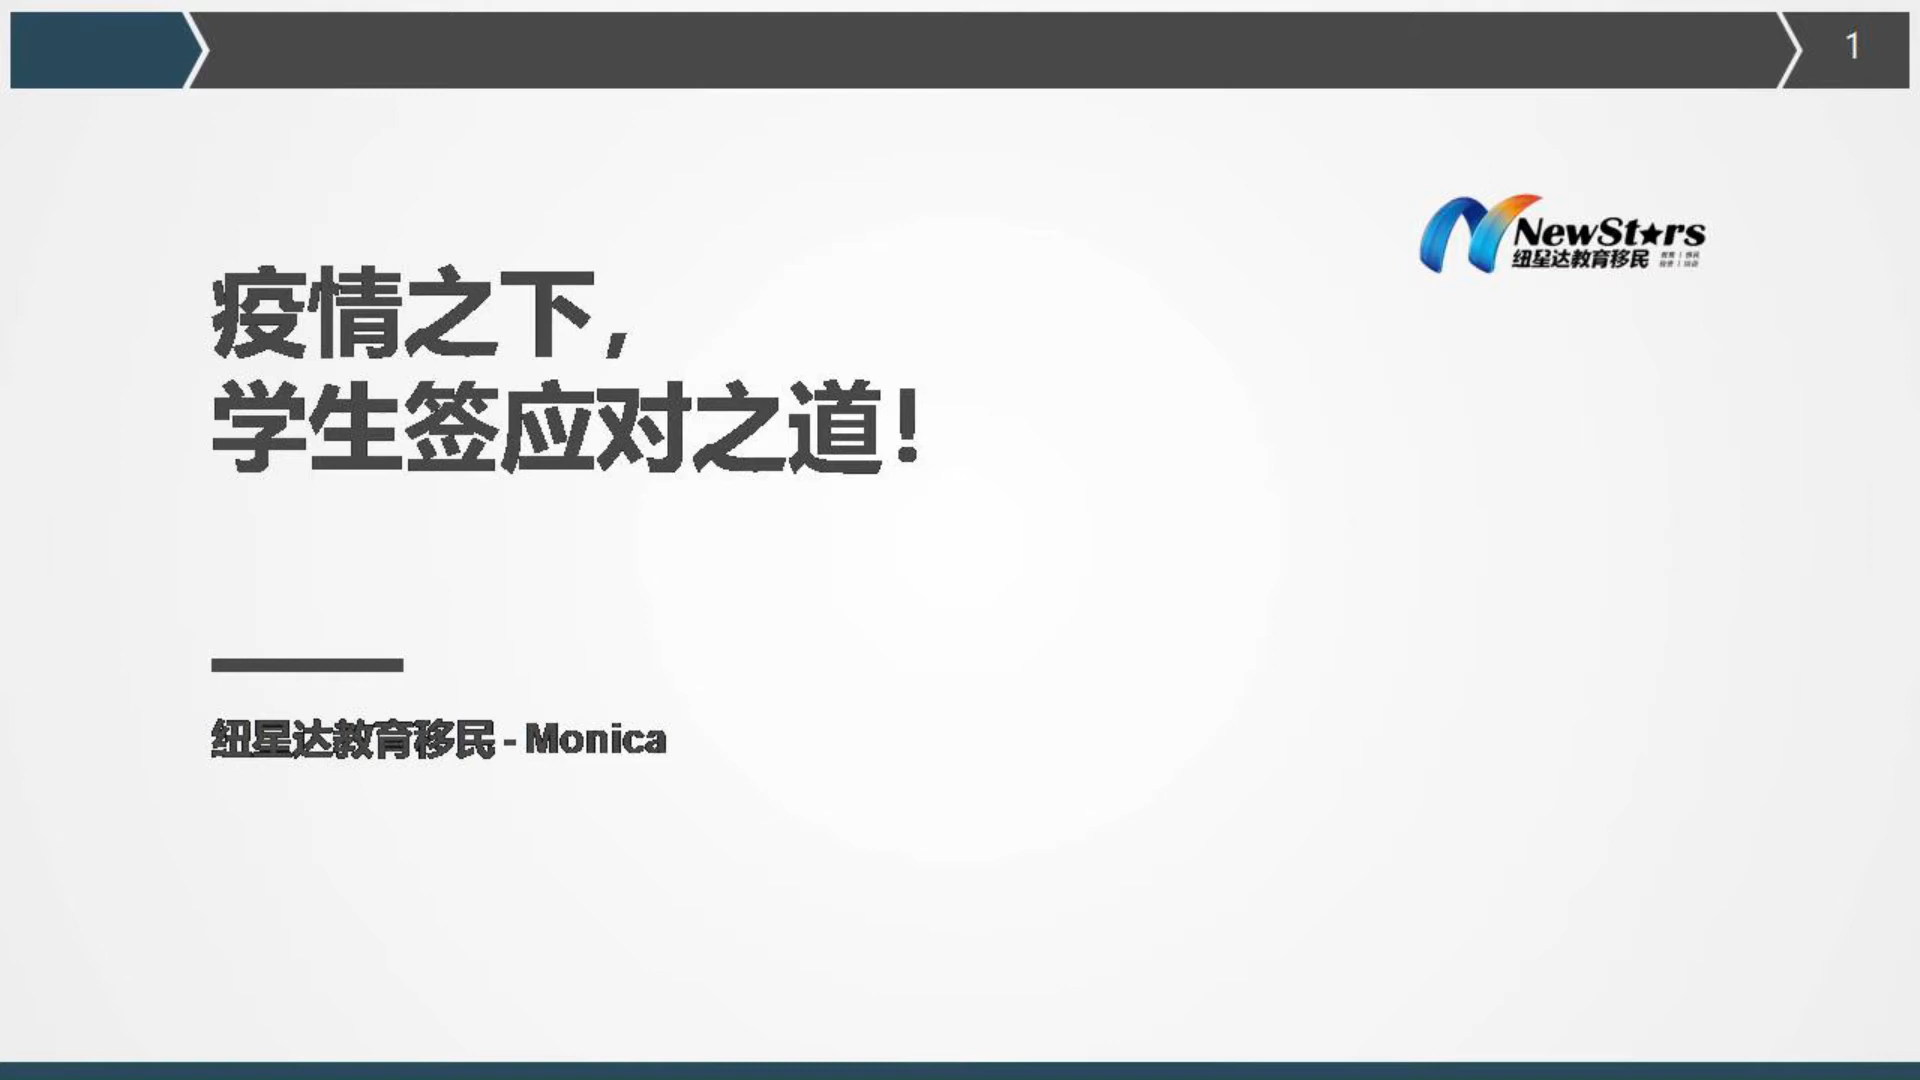 1
NewStars
纽星达教育移民
疫情之下,
学生签应对之道!
纽星达教育移民 - Monica